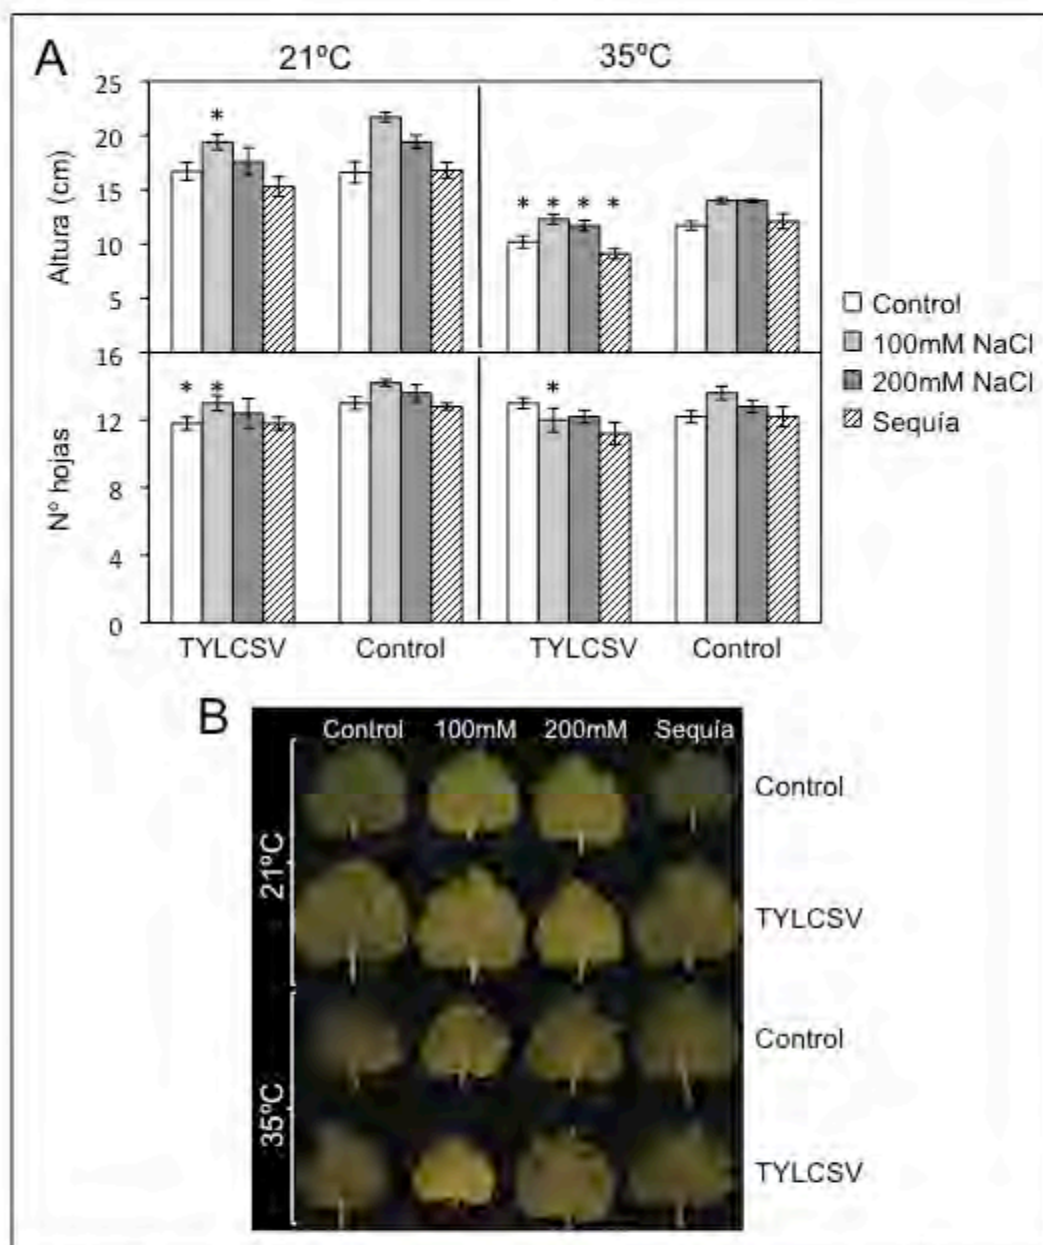 A
21ºC 35ºC
Altura (cm)
25
20
15
10
5
* * * * *
Nº hojas
16
12
8
4
0
* * *
TYLCSV Control TYLCSV Control
Control
100mM NaCl
200mM NaCl
Sequía
B
Control 100mM 200mM Sequía
21ºC
Control
TYLCSV
35ºC
Control
TYLCSV